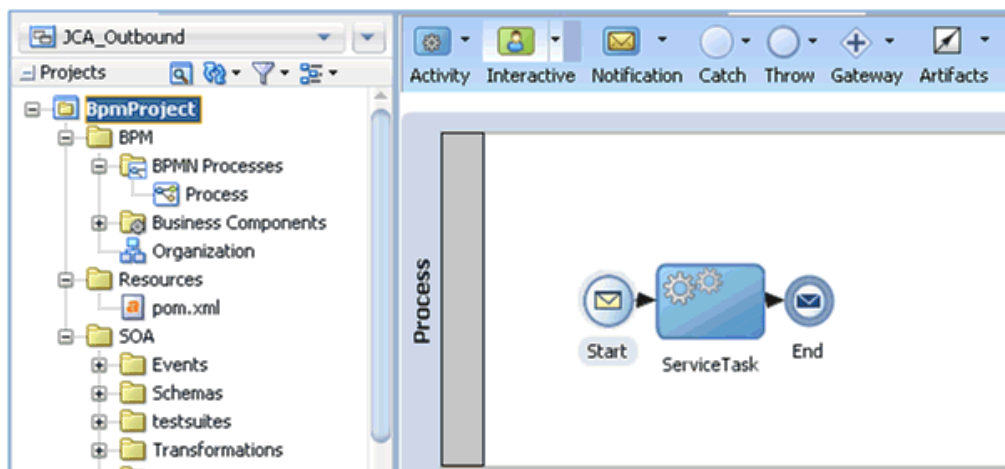 JCA_Outbound
Projects
BpmProject
BPM
BPMN Processes
Process
Business Components
Organization
Resources
pom.xml
SOA
Events
Schemas
testsuites
Transformations
Activity Interactive Notification Catch Throw Gateway Artifacts
Process
Start
ServiceTask
End